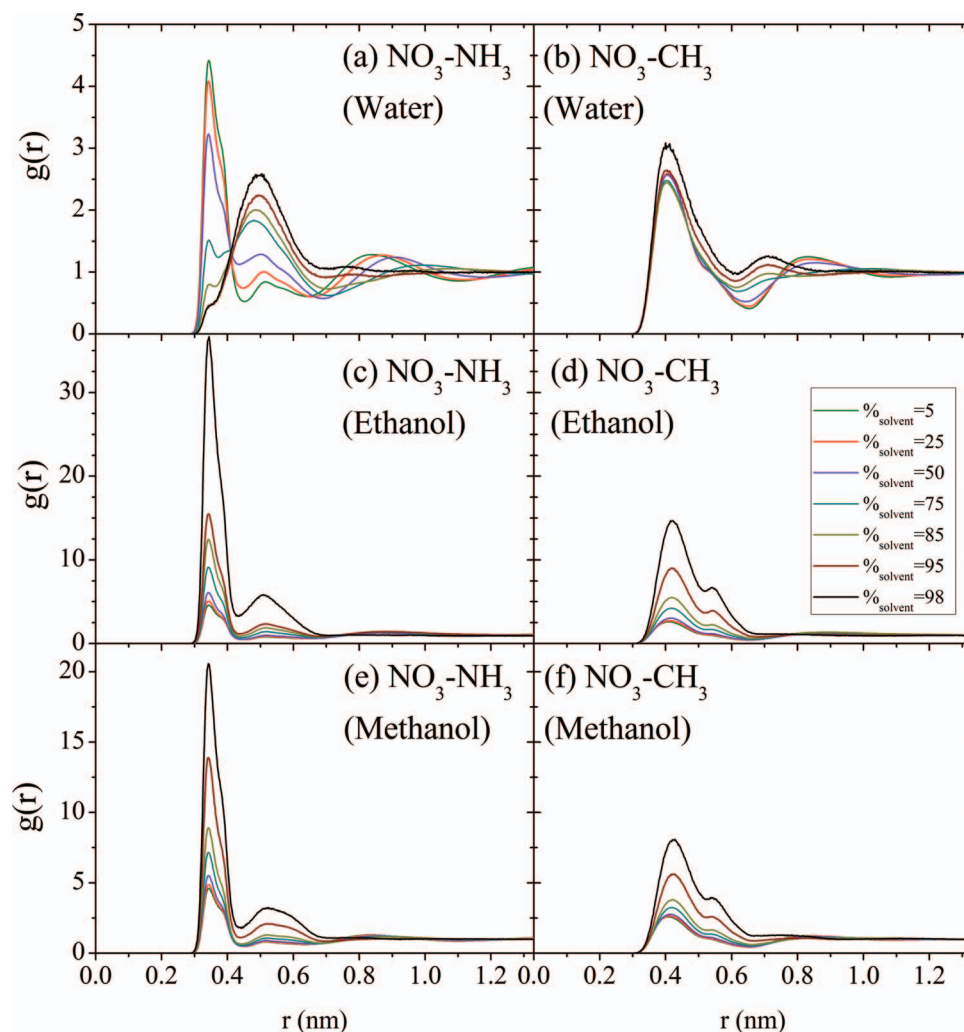 5
4
3
2
1
0
g(r)
(a) NO₃-NH₃
(Water)
(b) NO₃-CH₃
(Water)
30
20
10
0
g(r)
(c) NO₃-NH₃
(Ethanol)
(d) NO₃-CH₃
(Ethanol)
%solvent=5
%solvent=25
%solvent=50
%solvent=75
%solvent=85
%solvent=95
%solvent=98
20
15
10
5
0
g(r)
(e) NO₃-NH₃
(Methanol)
(f) NO₃-CH₃
(Methanol)
0.0 0.2 0.4 0.6 0.8 1.0 1.2 0.0 0.2 0.4 0.6 0.8 1.0 1.2
r (nm) r (nm)